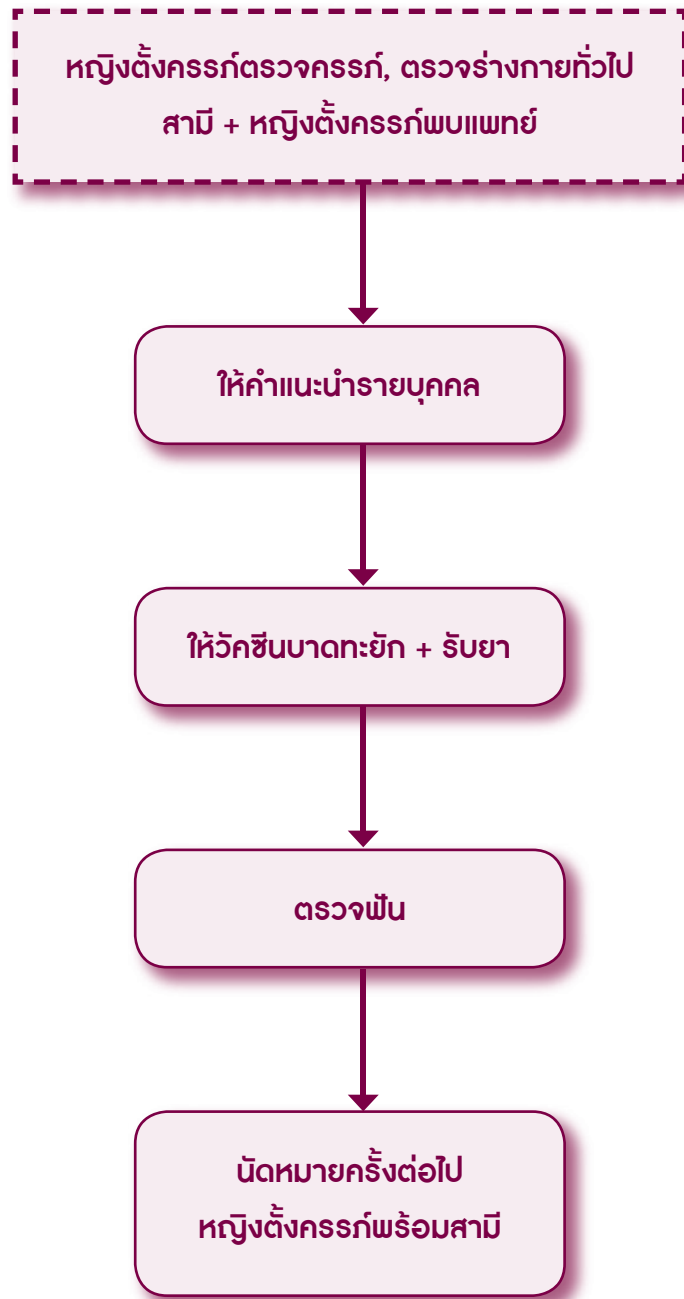 หญิงตั้งครรภ์ตรวจครรภ์, ตรวจร่างกายทั่วไป
สามี + หญิงตั้งครรภ์พบแพทย์
ให้คำแนะนำรายบุคคล
ให้วัคซีนบาดทะยัก + รับยา
ตรวจฟัน
นัดหมายครั้งต่อไป
หญิงตั้งครรภ์พร้อมสามี